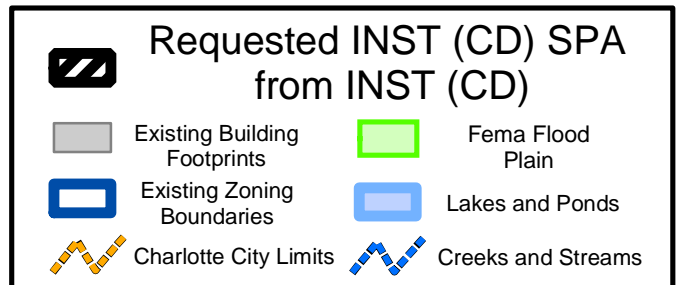 Requested INST (CD) SPA
from INST (CD)
Existing Building
Footprints
Fema Flood
Plain
Existing Zoning
Boundaries
Lakes and Ponds
Charlotte City Limits
Creeks and Streams